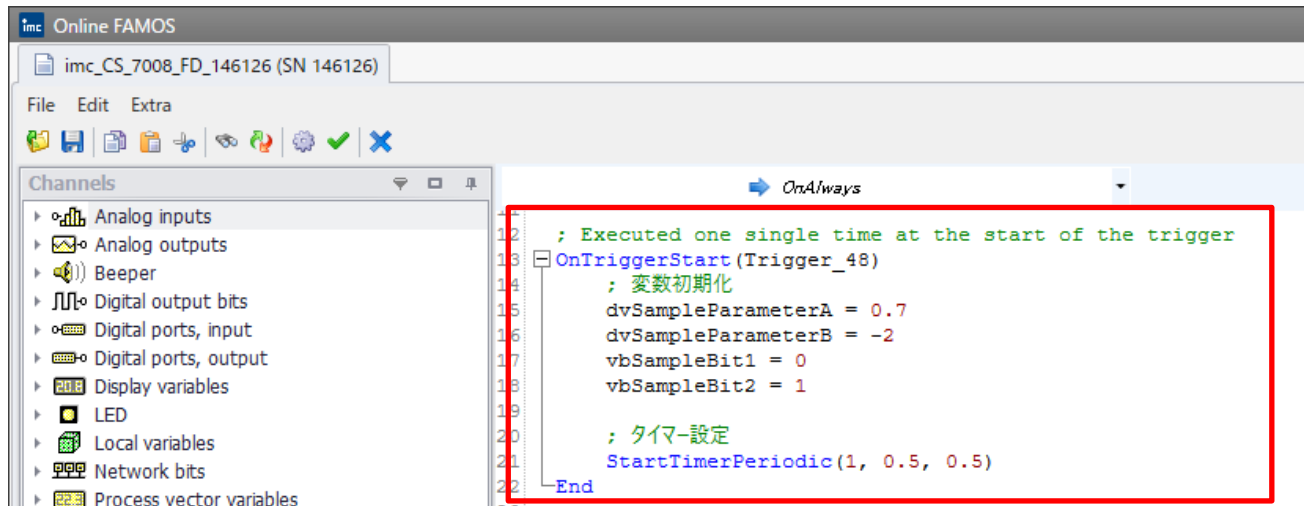 imc Online FAMOS
imc_CS_7008_FD_146126 (SN 146126)
File Edit Extra
Channels
Analog inputs
Analog outputs
Beeper
Digital output bits
Digital ports, input
Digital ports, output
Display variables
LED
Local variables
Network bits
Process vector variables
OnAlways
12 ; Executed one single time at the start of the trigger
13 OnTriggerStart(Trigger_48)
14 ; 変数初期化
15 dvSampleParameterA = 0.7
16 dvSampleParameterB = -2
17 vbSampleBit1 = 0
18 vbSampleBit2 = 1
19
20 ; タイマー設定
21 StartTimerPeriodic(1, 0.5, 0.5)
22 End